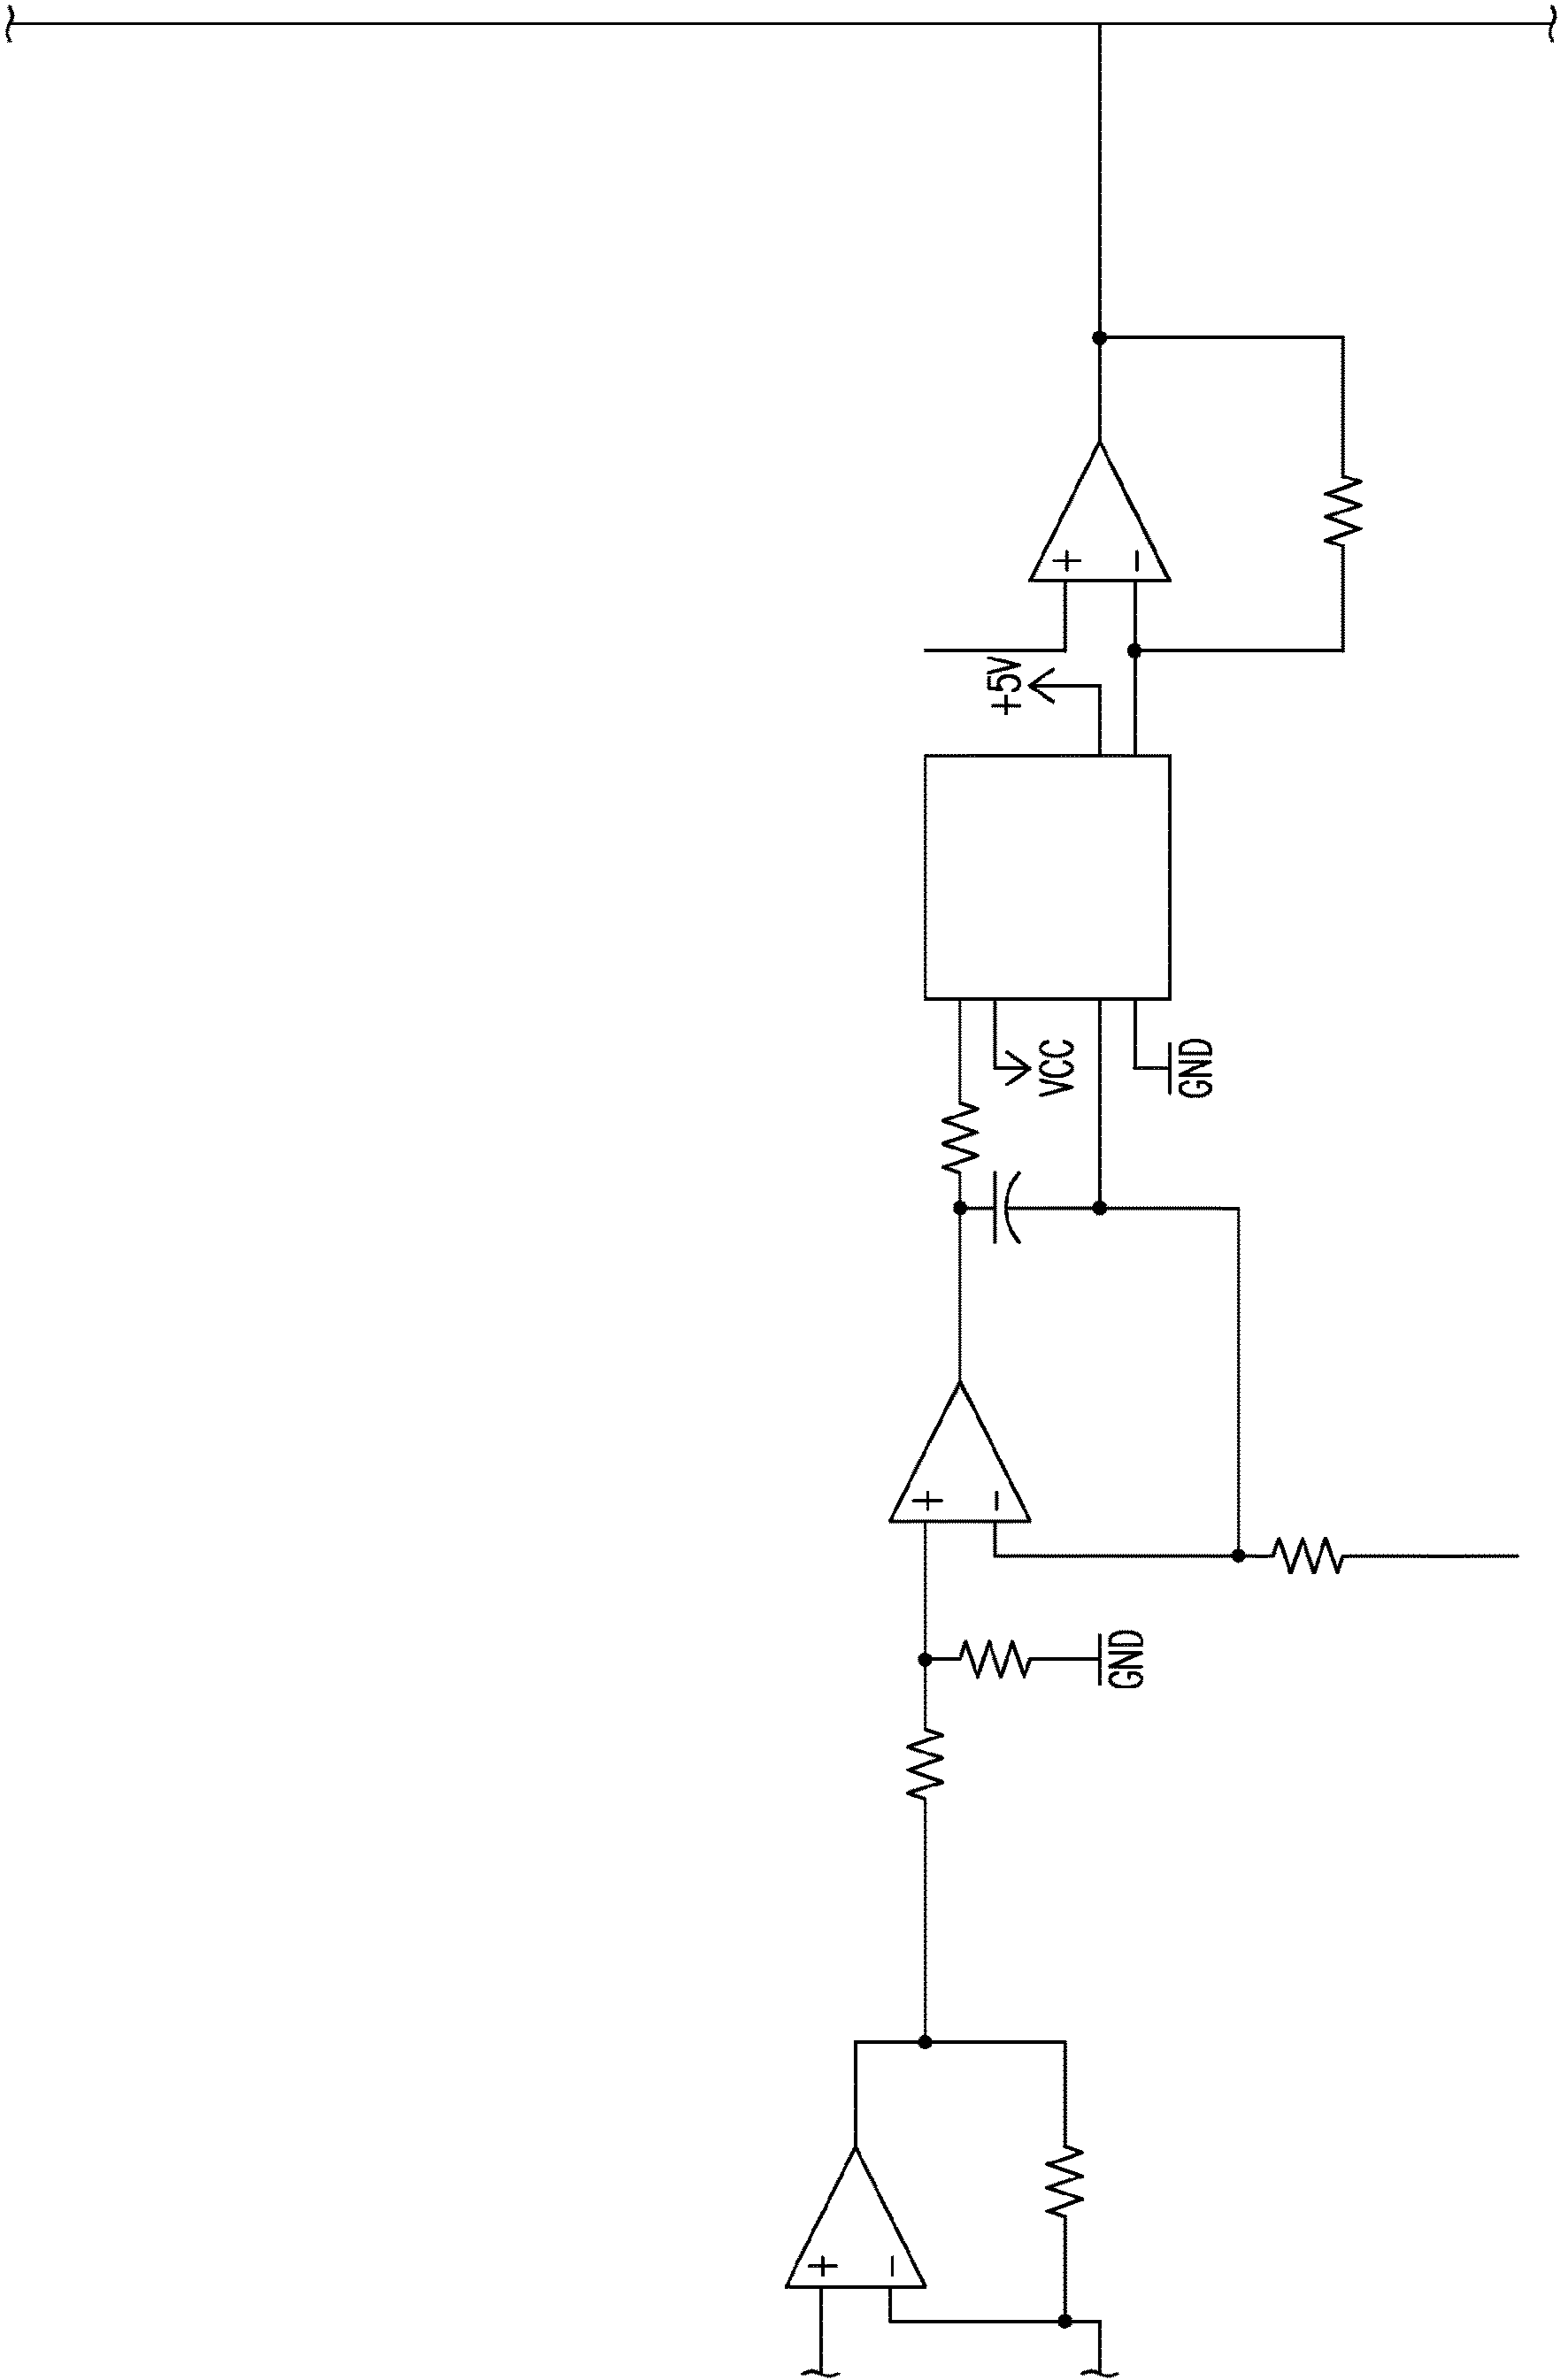 +
-
+5V
VCC
GND
+
-
GND
+
-